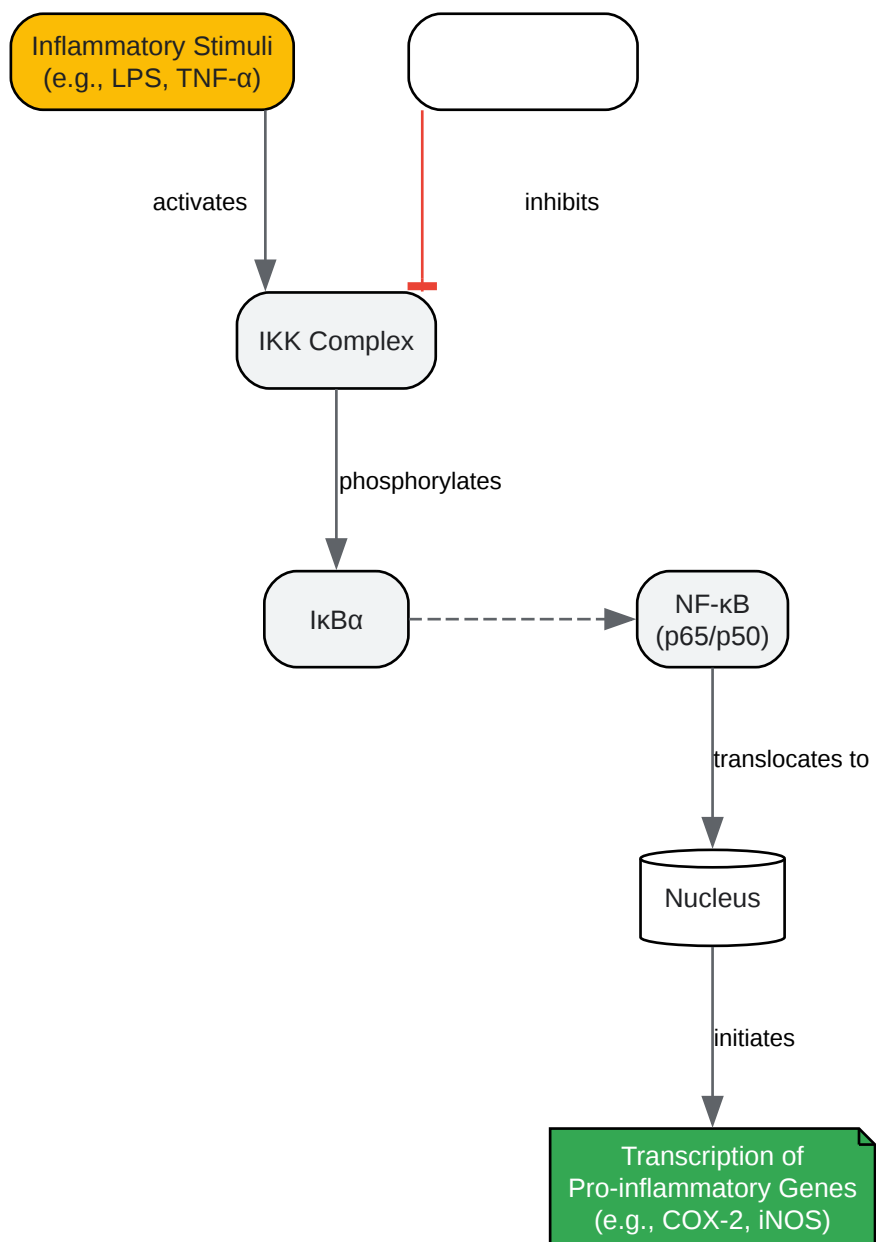 Inflammatory Stimuli
(e.g., LPS, TNF-α)
activates
inhibits
IKK Complex
phosphorylates
IκBα
NF-κB
(p65/p50)
translocates to
Nucleus
initiates
Transcription of
Pro-inflammatory Genes
(e.g., COX-2, iNOS)